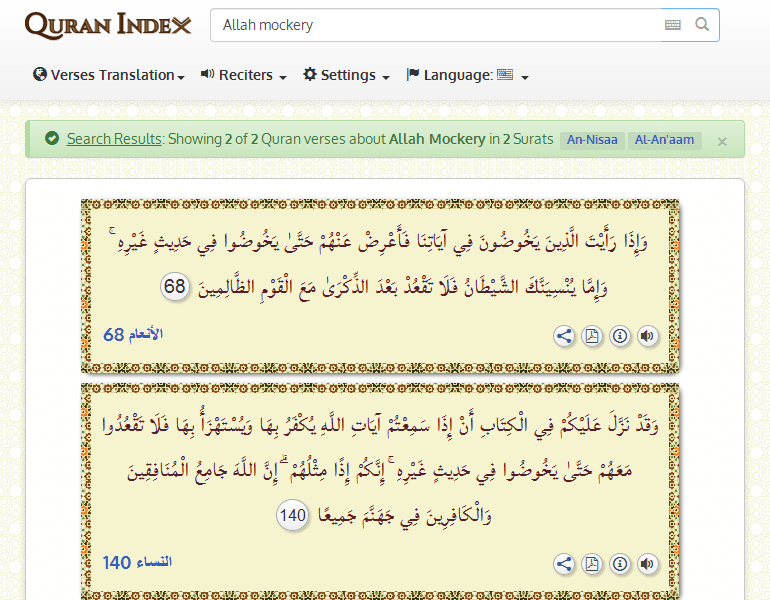 QURAN INDEX
Allah mockery
Verses Translation Reciters Settings Language:
Search Results: Showing 2 of 2 Quran verses about Allah Mockery in 2 Surats An-Nisaa Al-An'aam ×
وَإِذَا رَأَيْتَ الَّذِينَ يَخُوضُونَ فِي آيَاتِنَا فَأَعْرِضْ عَنْهُمْ حَتَّىٰ يَخُوضُوا فِي حَدِيثٍ غَيْرِهِ ۚ
وَإِمَّا يُنْسِيَنَّكَ الشَّيْطَانُ فَلَا تَقْعُدْ بَعْدَ الذِّكْرَىٰ مَعَ الْقَوْمِ الظَّالِمِينَ 68
الأنعام 68
وَقَدْ نَزَّلَ عَلَيْكُمْ فِي الْكِتَابِ أَنْ إِذَا سَمِعْتُمْ آيَاتِ اللَّهِ يُكْفَرُ بِهَا وَيُسْتَهْزَأُ بِهَا فَلَا تَقْعُدُوا
مَعَهُمْ حَتَّىٰ يَخُوضُوا فِي حَدِيثٍ غَيْرِهِ ۚ إِنَّكُمْ إِذًا مِثْلُهُمْ ۗ إِنَّ اللَّهَ جَامِعُ الْمُنَافِقِينَ
وَالْكَافِرِينَ فِي جَهَنَّمَ جَمِيعًا 140
النساء 140